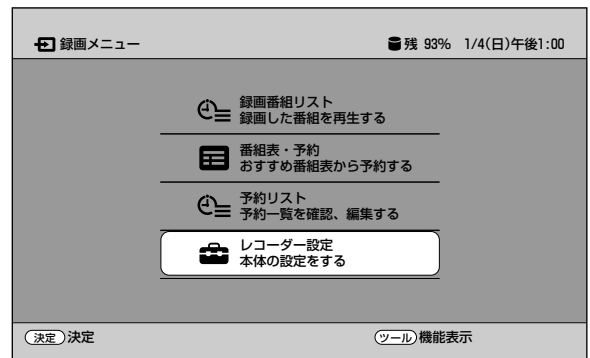 録画メニュー
残 93% 1/4(日)午後1:00
録画番組リスト
録画した番組を再生する
番組表・予約
おすすめ番組表から予約する
予約リスト
予約一覧を確認、編集する
レコーダー設定
本体の設定をする
決定 決定
ツール 機能表示